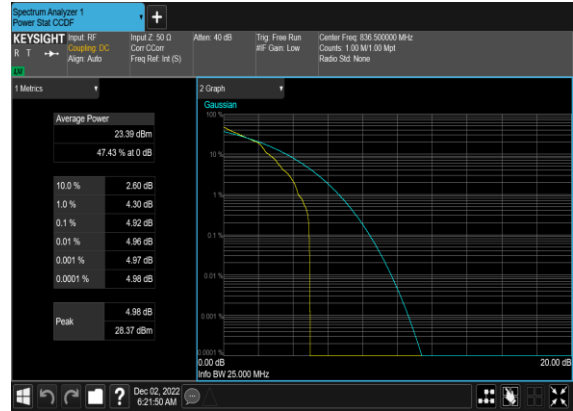 Spectrum Analyzer 1
Power Stat CCDF
KEYSIGHT
R T
LXI
Input: RF
Coupling: DC
Align: Auto
Input Z: 50 Ω
Corr CCorr
Freq Ref: Int (S)
Atten: 40 dB
Trig: Free Run
#IF Gain: Low
Center Freq: 836.500000 MHz
Counts: 1.00 M/1.00 Mpt
Radio Std: None
1 Metrics
Average Power
23.39 dBm
47.43 % at 0 dB
10.0 % 2.60 dB
1.0 % 4.30 dB
0.1 % 4.92 dB
0.01 % 4.96 dB
0.001 % 4.97 dB
0.0001 % 4.98 dB
Peak 4.98 dB
28.37 dBm
2 Graph
Gaussian
100 %
10 %
1 %
0.1 %
0.01 %
0.001 %
0.0001 %
0.00 dB 20.00 dB
Info BW 25.000 MHz
? Dec 02, 2022
6:21:50 AM